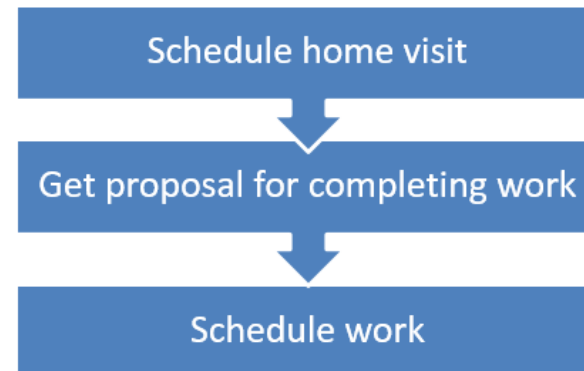 Schedule home visit
Get proposal for completing work
Schedule work